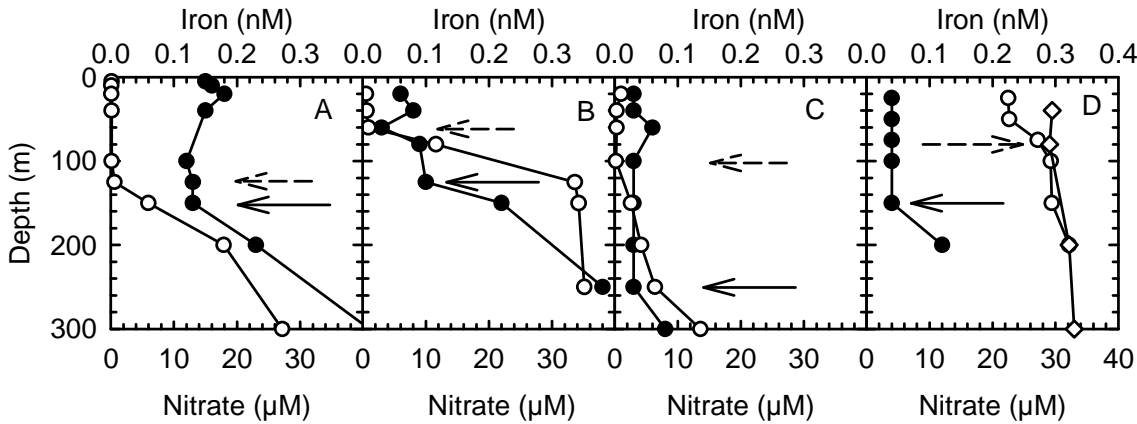 Iron (nM) Iron (nM) Iron (nM) Iron (nM)
0.0 0.1 0.2 0.3 0.0 0.1 0.2 0.3 0.0 0.1 0.2 0.3 0.0 0.1 0.2 0.3 0.4
0
A B C D
100
Depth (m)
200
300
0 10 20 30 0 10 20 30 0 10 20 30 0 10 20 30 40
Nitrate (µM) Nitrate (µM) Nitrate (µM) Nitrate (µM)